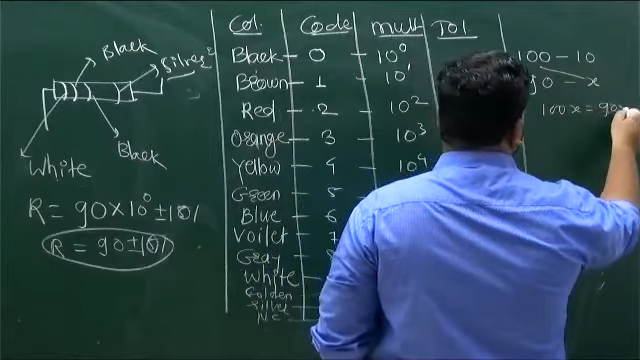 Black
Silver
White
Black
R = 90×10⁰ ±10%
R = 90±10%
Col. Code Mult Tol.
Black 0 10⁰
Brown 1 10¹
Red 2 10²
Orange 3 10³
Yellow 4 10⁴
Green 5
Blue 6
Voilet 7
Gray
White
Golden
Silver
N.C
100 – 10
90 – x
100x = 90×